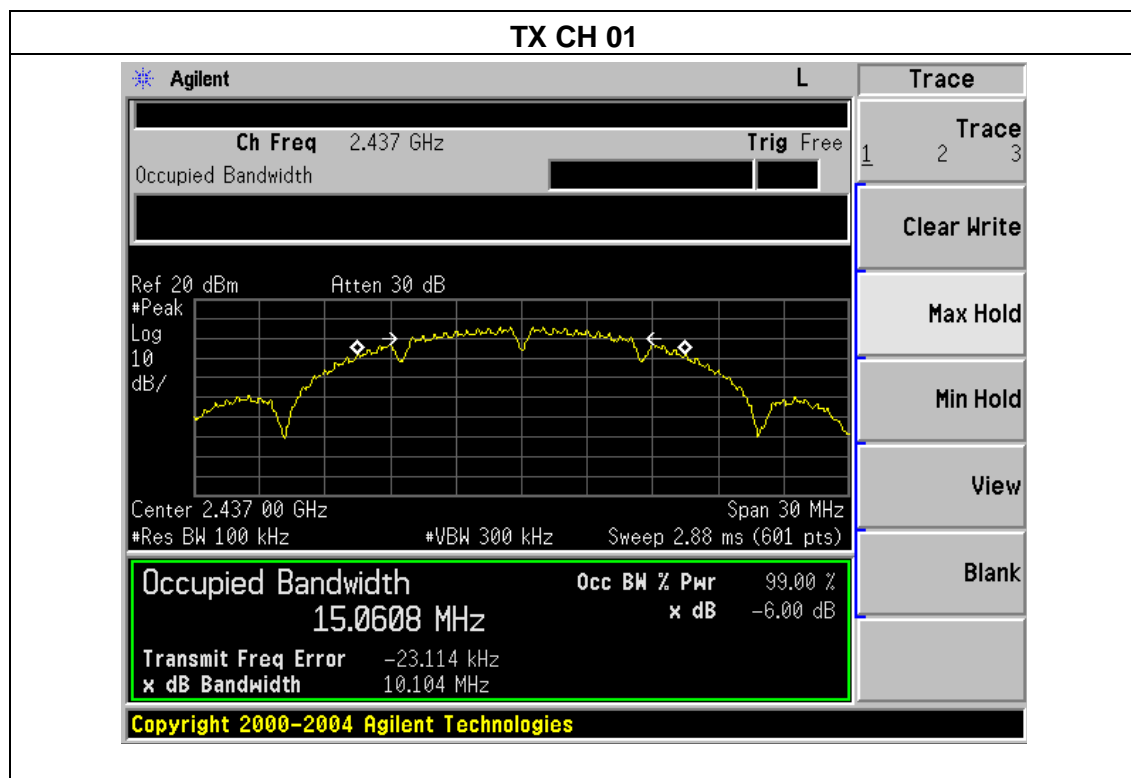 TX CH 01
Agilent L Trace
Ch Freq 2.437 GHz Trig Free
Occupied Bandwidth
Trace
1 2 3
Clear Write
Max Hold
Min Hold
View
Blank
Ref 20 dBm Atten 30 dB
#Peak
Log
10
dB/
Center 2.437 00 GHz Span 30 MHz
#Res BW 100 kHz #VBW 300 kHz Sweep 2.88 ms (601 pts)
Occupied Bandwidth Occ BW % Pwr 99.00 %
15.0608 MHz x dB -6.00 dB
Transmit Freq Error -23.114 kHz
x dB Bandwidth 10.104 MHz
Copyright 2000-2004 Agilent Technologies